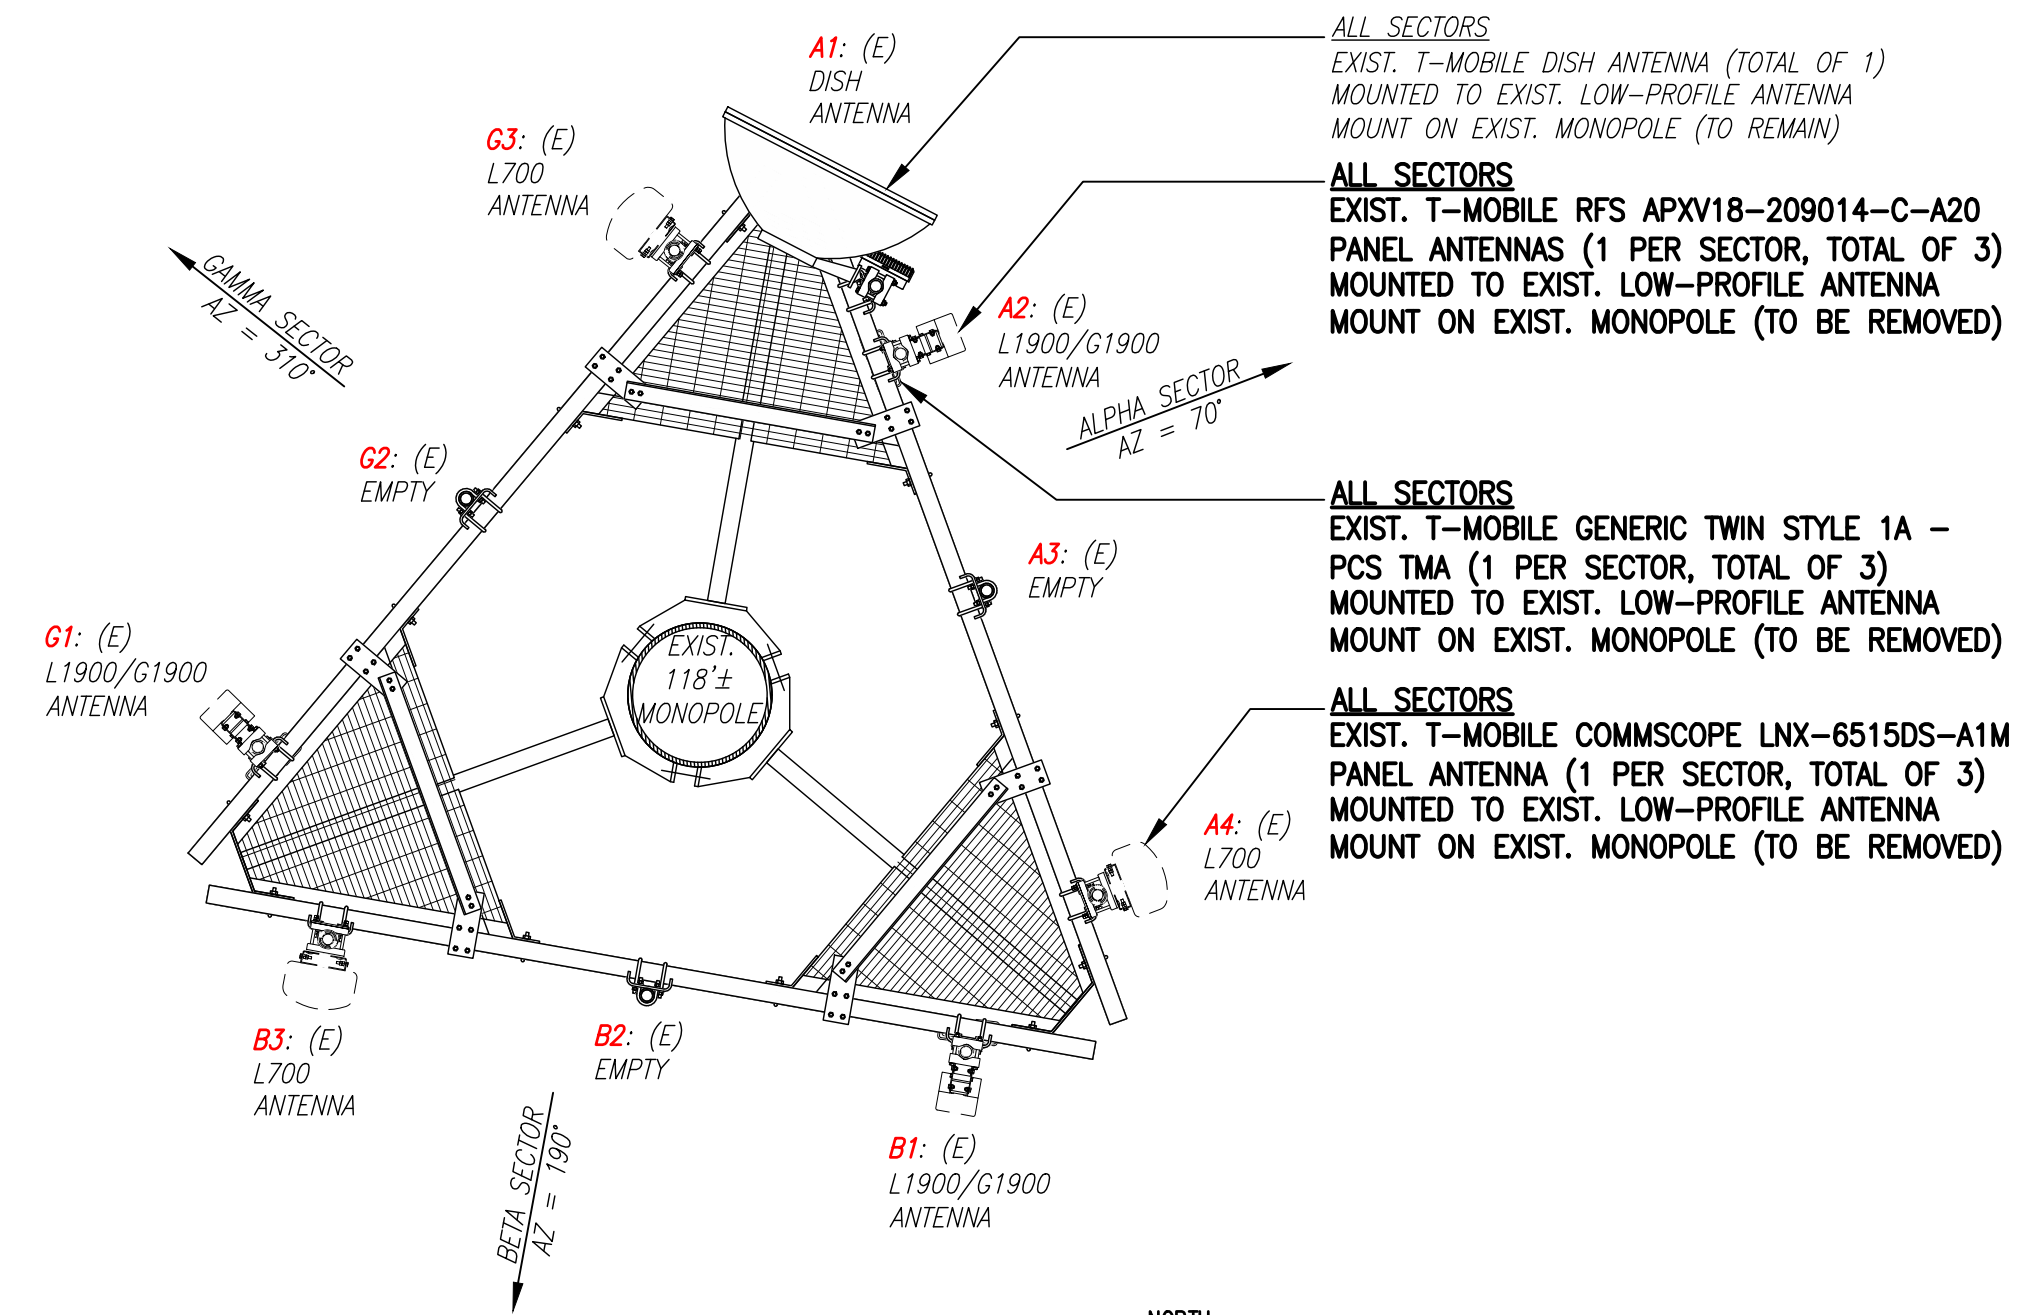 A1: (E)
DISH
ANTENNA
G3: (E)
L700
ANTENNA
GAMMA SECTOR
AZ = 310°
A2: (E)
L1900/G1900
ANTENNA
ALPHA SECTOR
AZ = 70°
G2: (E)
EMPTY
A3: (E)
EMPTY
G1: (E)
L1900/G1900
ANTENNA
EXIST.
118'±
MONOPOLE
A4: (E)
L700
ANTENNA
B3: (E)
L700
ANTENNA
B2: (E)
EMPTY
B1: (E)
L1900/G1900
ANTENNA
BETA SECTOR
AZ = 190°
ALL SECTORS
EXIST. T-MOBILE DISH ANTENNA (TOTAL OF 1)
MOUNTED TO EXIST. LOW-PROFILE ANTENNA
MOUNT ON EXIST. MONOPOLE (TO REMAIN)
ALL SECTORS
EXIST. T-MOBILE RFS APXV18-209014-C-A20
PANEL ANTENNAS (1 PER SECTOR, TOTAL OF 3)
MOUNTED TO EXIST. LOW-PROFILE ANTENNA
MOUNT ON EXIST. MONOPOLE (TO BE REMOVED)
ALL SECTORS
EXIST. T-MOBILE GENERIC TWIN STYLE 1A -
PCS TMA (1 PER SECTOR, TOTAL OF 3)
MOUNTED TO EXIST. LOW-PROFILE ANTENNA
MOUNT ON EXIST. MONOPOLE (TO BE REMOVED)
ALL SECTORS
EXIST. T-MOBILE COMMSCOPE LNX-6515DS-A1M
PANEL ANTENNA (1 PER SECTOR, TOTAL OF 3)
MOUNTED TO EXIST. LOW-PROFILE ANTENNA
MOUNT ON EXIST. MONOPOLE (TO BE REMOVED)
NORTH